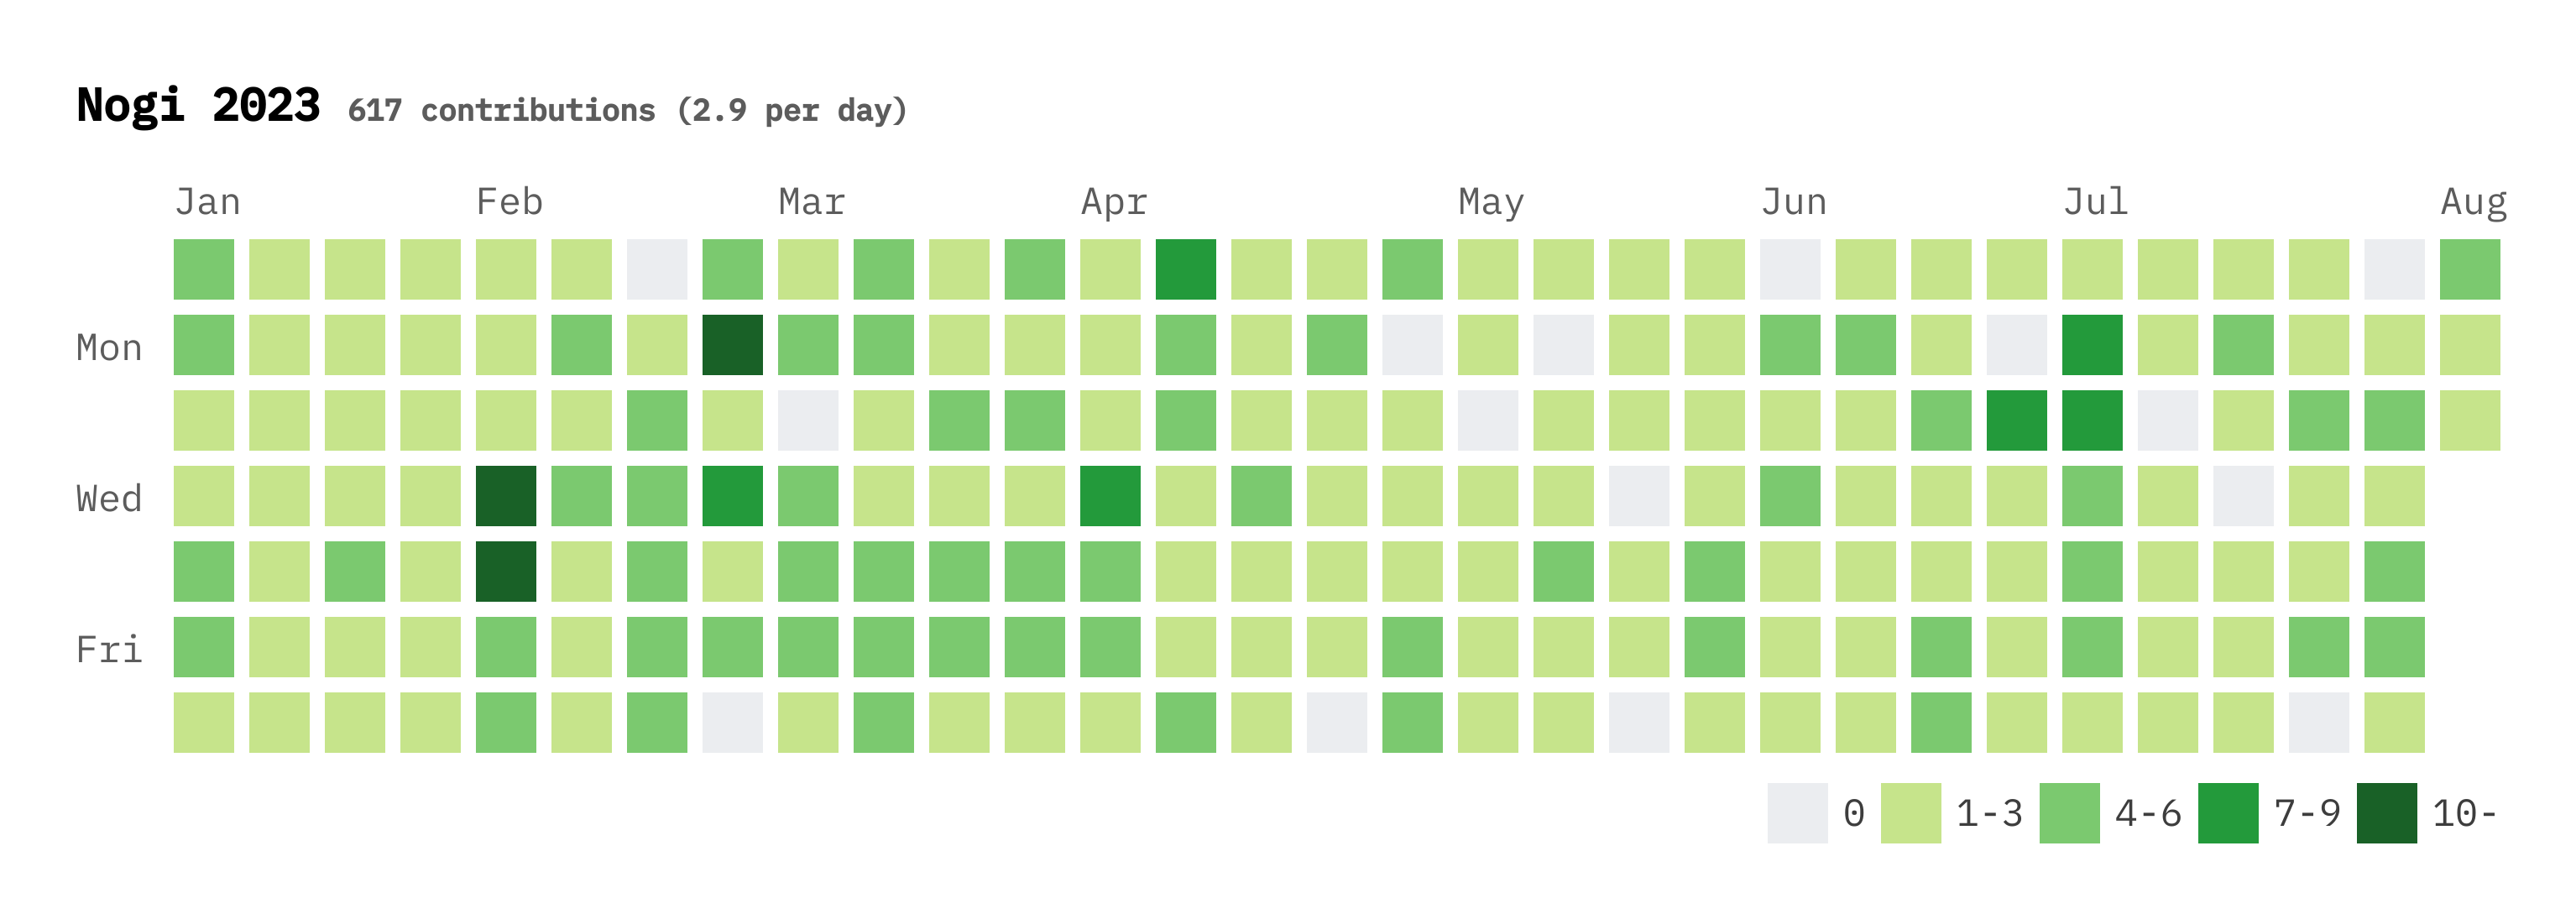 Nogi 2023 617 contributions (2.9 per day)
Jan Feb Mar Apr May Jun Jul Aug
Mon
Wed
Fri
0 1-3 4-6 7-9 10-